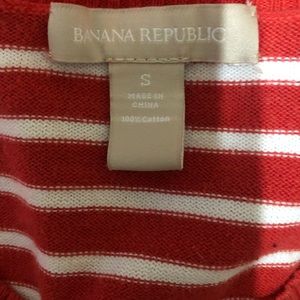 BANANA REPUBLIC
S
MADE IN
CHINA
100% Cotton